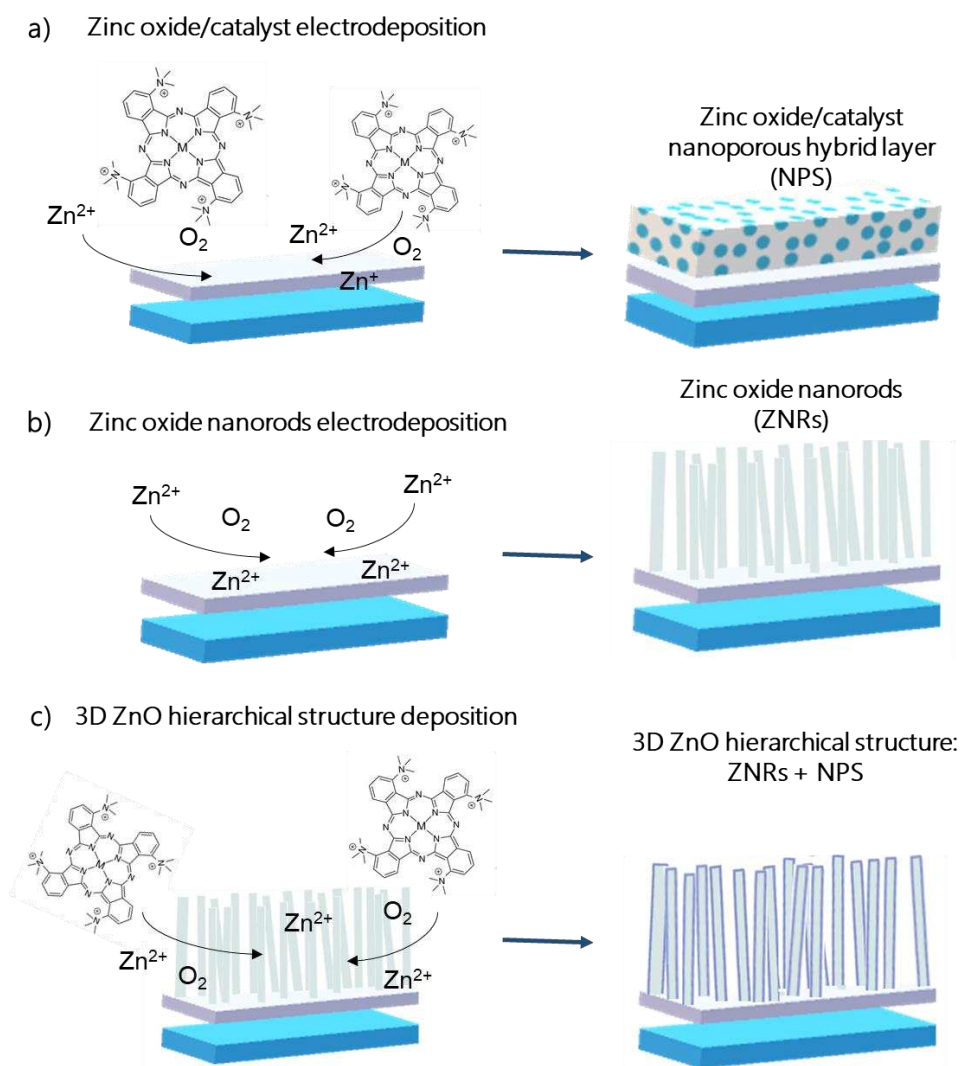 a) Zinc oxide/catalyst electrodeposition
Zn2+
O2
Zn2+
O2
Zn+
Zinc oxide/catalyst
nanoporous hybrid layer
(NPS)
b) Zinc oxide nanorods electrodeposition
Zn2+
O2
O2
Zn2+
Zn2+
Zn2+
Zinc oxide nanorods
(ZNRs)
c) 3D ZnO hierarchical structure deposition
Zn2+
O2
Zn2+
O2
Zn2+
3D ZnO hierarchical structure:
ZNRs + NPS